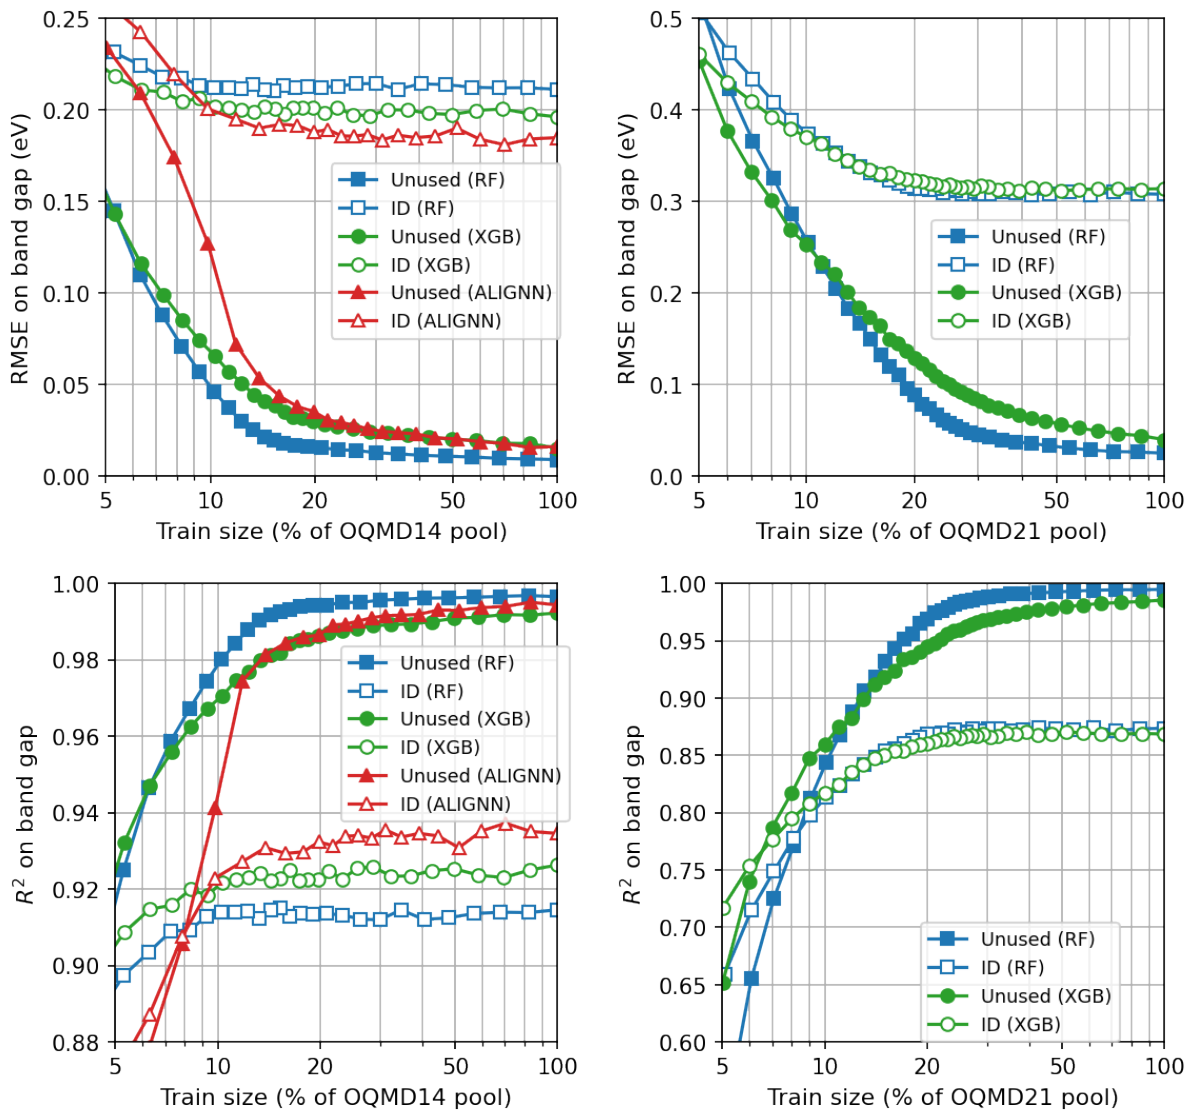 0.25
0.20
0.15
0.10
0.05
0.00
RMSE on band gap (eV)
Unused (RF)
ID (RF)
Unused (XGB)
ID (XGB)
Unused (ALIGNN)
ID (ALIGNN)
5 10 20 50 100
Train size (% of OQMD14 pool)
0.5
0.4
0.3
0.2
0.1
0.0
RMSE on band gap (eV)
Unused (RF)
ID (RF)
Unused (XGB)
ID (XGB)
5 10 20 50 100
Train size (% of OQMD21 pool)
1.00
0.98
0.96
0.94
0.92
0.90
0.88
R² on band gap
Unused (RF)
ID (RF)
Unused (XGB)
ID (XGB)
Unused (ALIGNN)
ID (ALIGNN)
5 10 20 50 100
Train size (% of OQMD14 pool)
1.00
0.95
0.90
0.85
0.80
0.75
0.70
0.65
0.60
R² on band gap
Unused (RF)
ID (RF)
Unused (XGB)
ID (XGB)
5 10 20 50 100
Train size (% of OQMD21 pool)